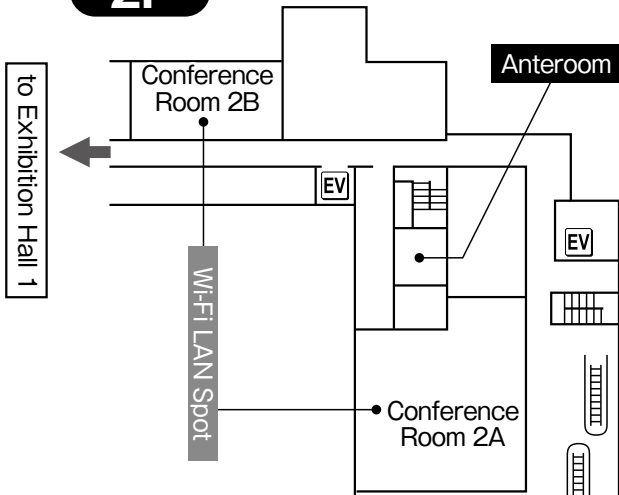 2F
Anteroom
Conference
Room 2B
to Exhibition Hall 1
EV
EV
Wi-Fi LAN Spot
Conference
Room 2A